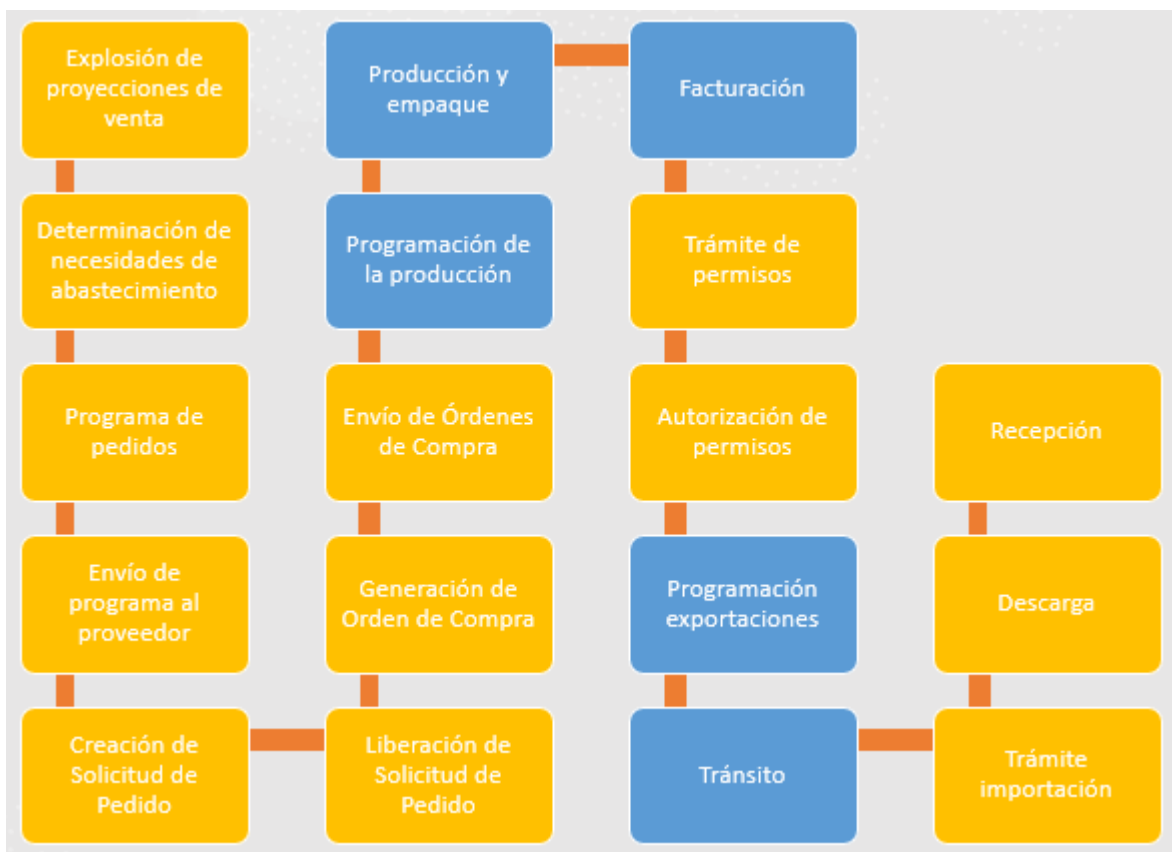 Explosión de
proyecciones de
venta
Determinación de
necesidades de
abastecimiento
Programa de
pedidos
Envío de
programa al
proveedor
Creación de
Solicitud de
Pedido
Liberación de
Solicitud de
Pedido
Generación de
Orden de Compra
Envío de Órdenes
de Compra
Programación de
la producción
Producción y
empaque
Facturación
Trámite de
permisos
Autorización de
permisos
Programación
exportaciones
Tránsito
Trámite
importación
Descarga
Recepción